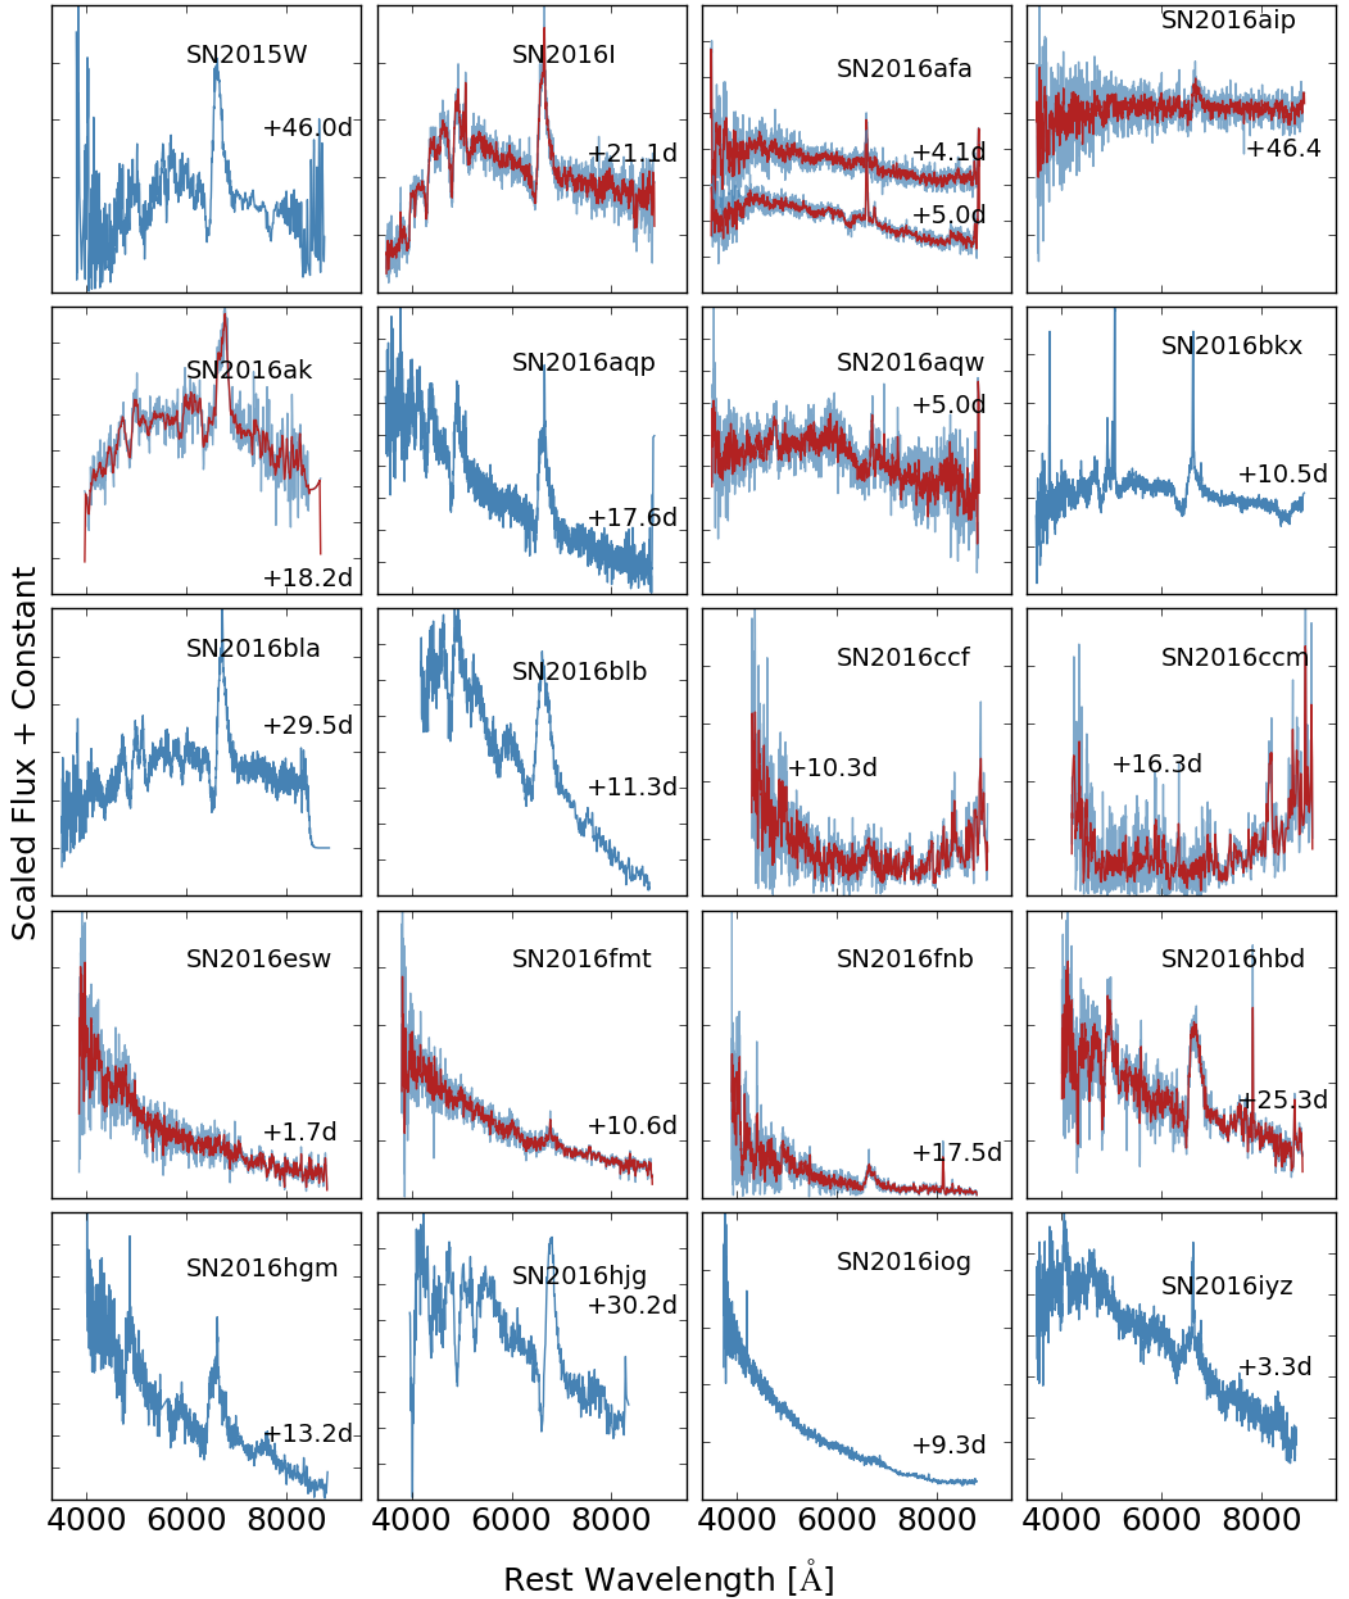 SN2015W
+46.0d
SN2016I
+21.1d
SN2016afa
+4.1d
+5.0d
SN2016aip
+46.4
SN2016ak
+18.2d
SN2016aqp
+17.6d
SN2016aqw
+5.0d
SN2016bkx
+10.5d
SN2016bla
+29.5d
SN2016blb
+11.3d
SN2016ccf
+10.3d
SN2016ccm
+16.3d
SN2016esw
+1.7d
SN2016fmt
+10.6d
SN2016fnb
+17.5d
SN2016hbd
+25.3d
SN2016hgm
+13.2d
SN2016hjg
+30.2d
SN2016iog
+9.3d
SN2016iyz
+3.3d
4000 6000 8000 4000 6000 8000 4000 6000 8000 4000 6000 8000
Rest Wavelength [Å]
Scaled Flux + Constant